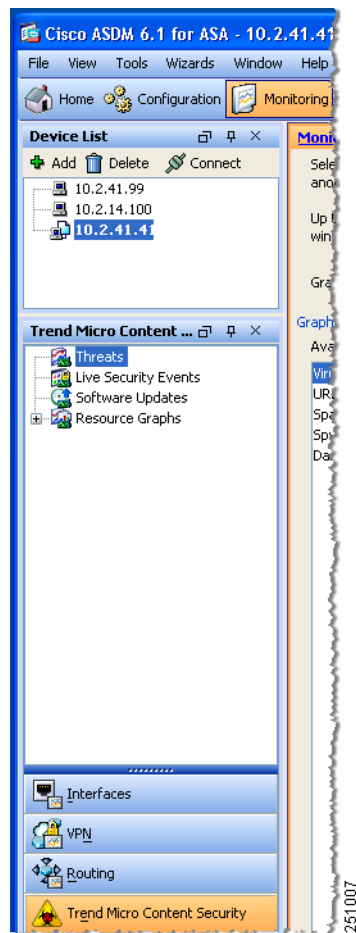 Cisco ASDM 6.1 for ASA - 10.2.41.41
File View Tools Wizards Window Help
Home Configuration Monitoring
Device List
Add Delete Connect
10.2.41.99
10.2.14.100
10.2.41.41
Trend Micro Content ...
Threats
Live Security Events
Software Updates
Resource Graphs
Interfaces
VPN
Routing
Trend Micro Content Security
251007